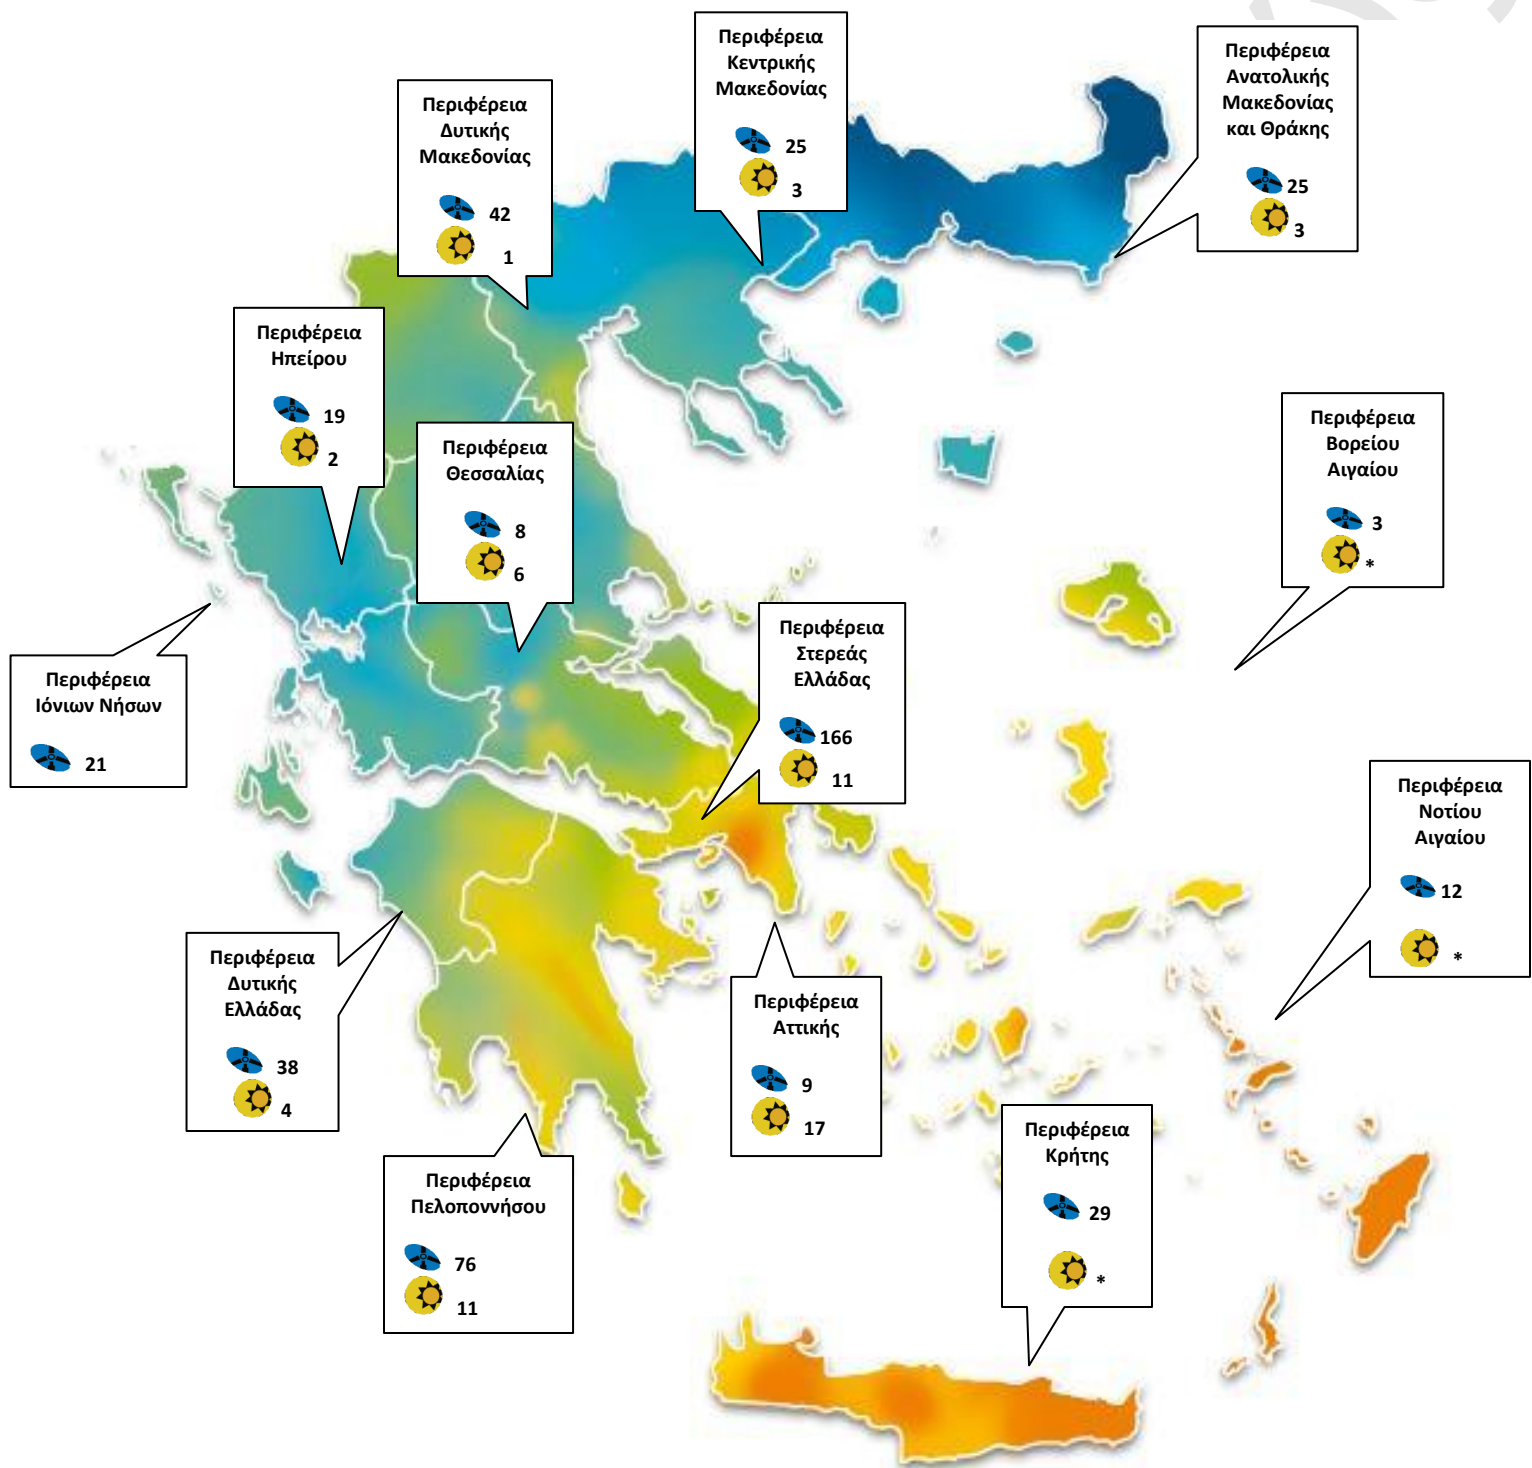 Περιφέρεια
Κεντρικής
Μακεδονίας
25
3
Περιφέρεια
Ανατολικής
Μακεδονίας
και Θράκης
25
3
Περιφέρεια
Δυτικής
Μακεδονίας
42
1
Περιφέρεια
Ηπείρου
19
2
Περιφέρεια
Θεσσαλίας
8
6
Περιφέρεια
Βορείου
Αιγαίου
3
*
Περιφέρεια
Στερεάς
Ελλάδας
166
11
Περιφέρεια
Ιόνιων Νήσων
21
Περιφέρεια
Νοτίου
Αιγαίου
12
*
Περιφέρεια
Δυτικής
Ελλάδας
38
4
Περιφέρεια
Αττικής
9
17
Περιφέρεια
Κρήτης
29
*
Περιφέρεια
Πελοποννήσου
76
11